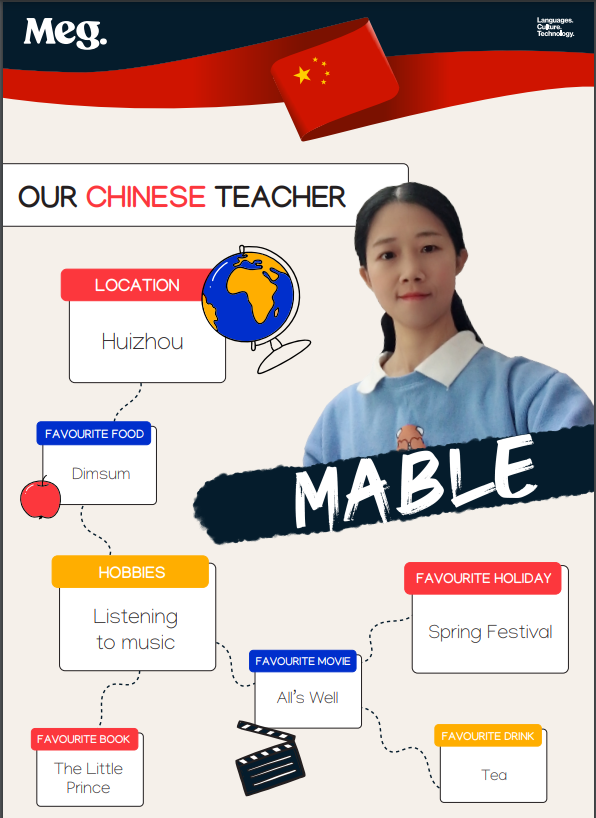 Meg.
Languages.
Culture.
Technology.
OUR CHINESE TEACHER
LOCATION
Huizhou
FAVOURITE FOOD
Dimsum
MABLE
HOBBIES
Listening
to music
FAVOURITE HOLIDAY
Spring Festival
FAVOURITE MOVIE
All's Well
FAVOURITE BOOK
The Little
Prince
FAVOURITE DRINK
Tea